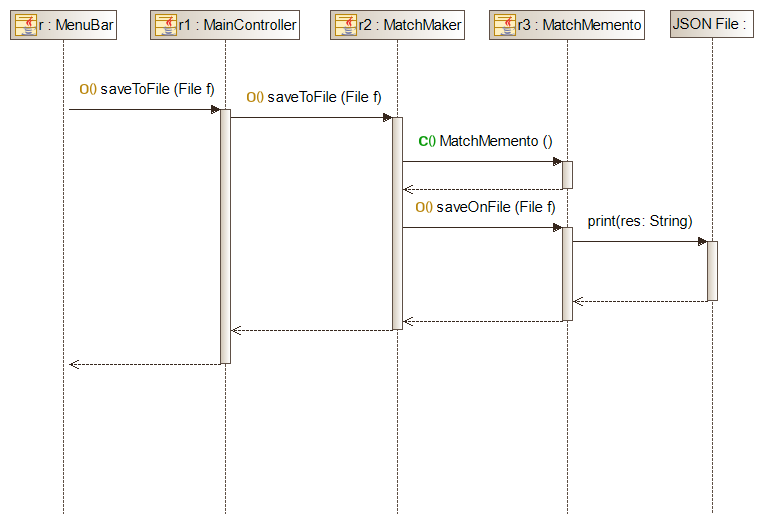 r : MenuBar
r1 : MainController
r2 : MatchMaker
r3 : MatchMemento
JSON File :
O() saveToFile (File f)
O() saveToFile (File f)
C() MatchMemento ()
O() saveOnFile (File f)
print(res: String)